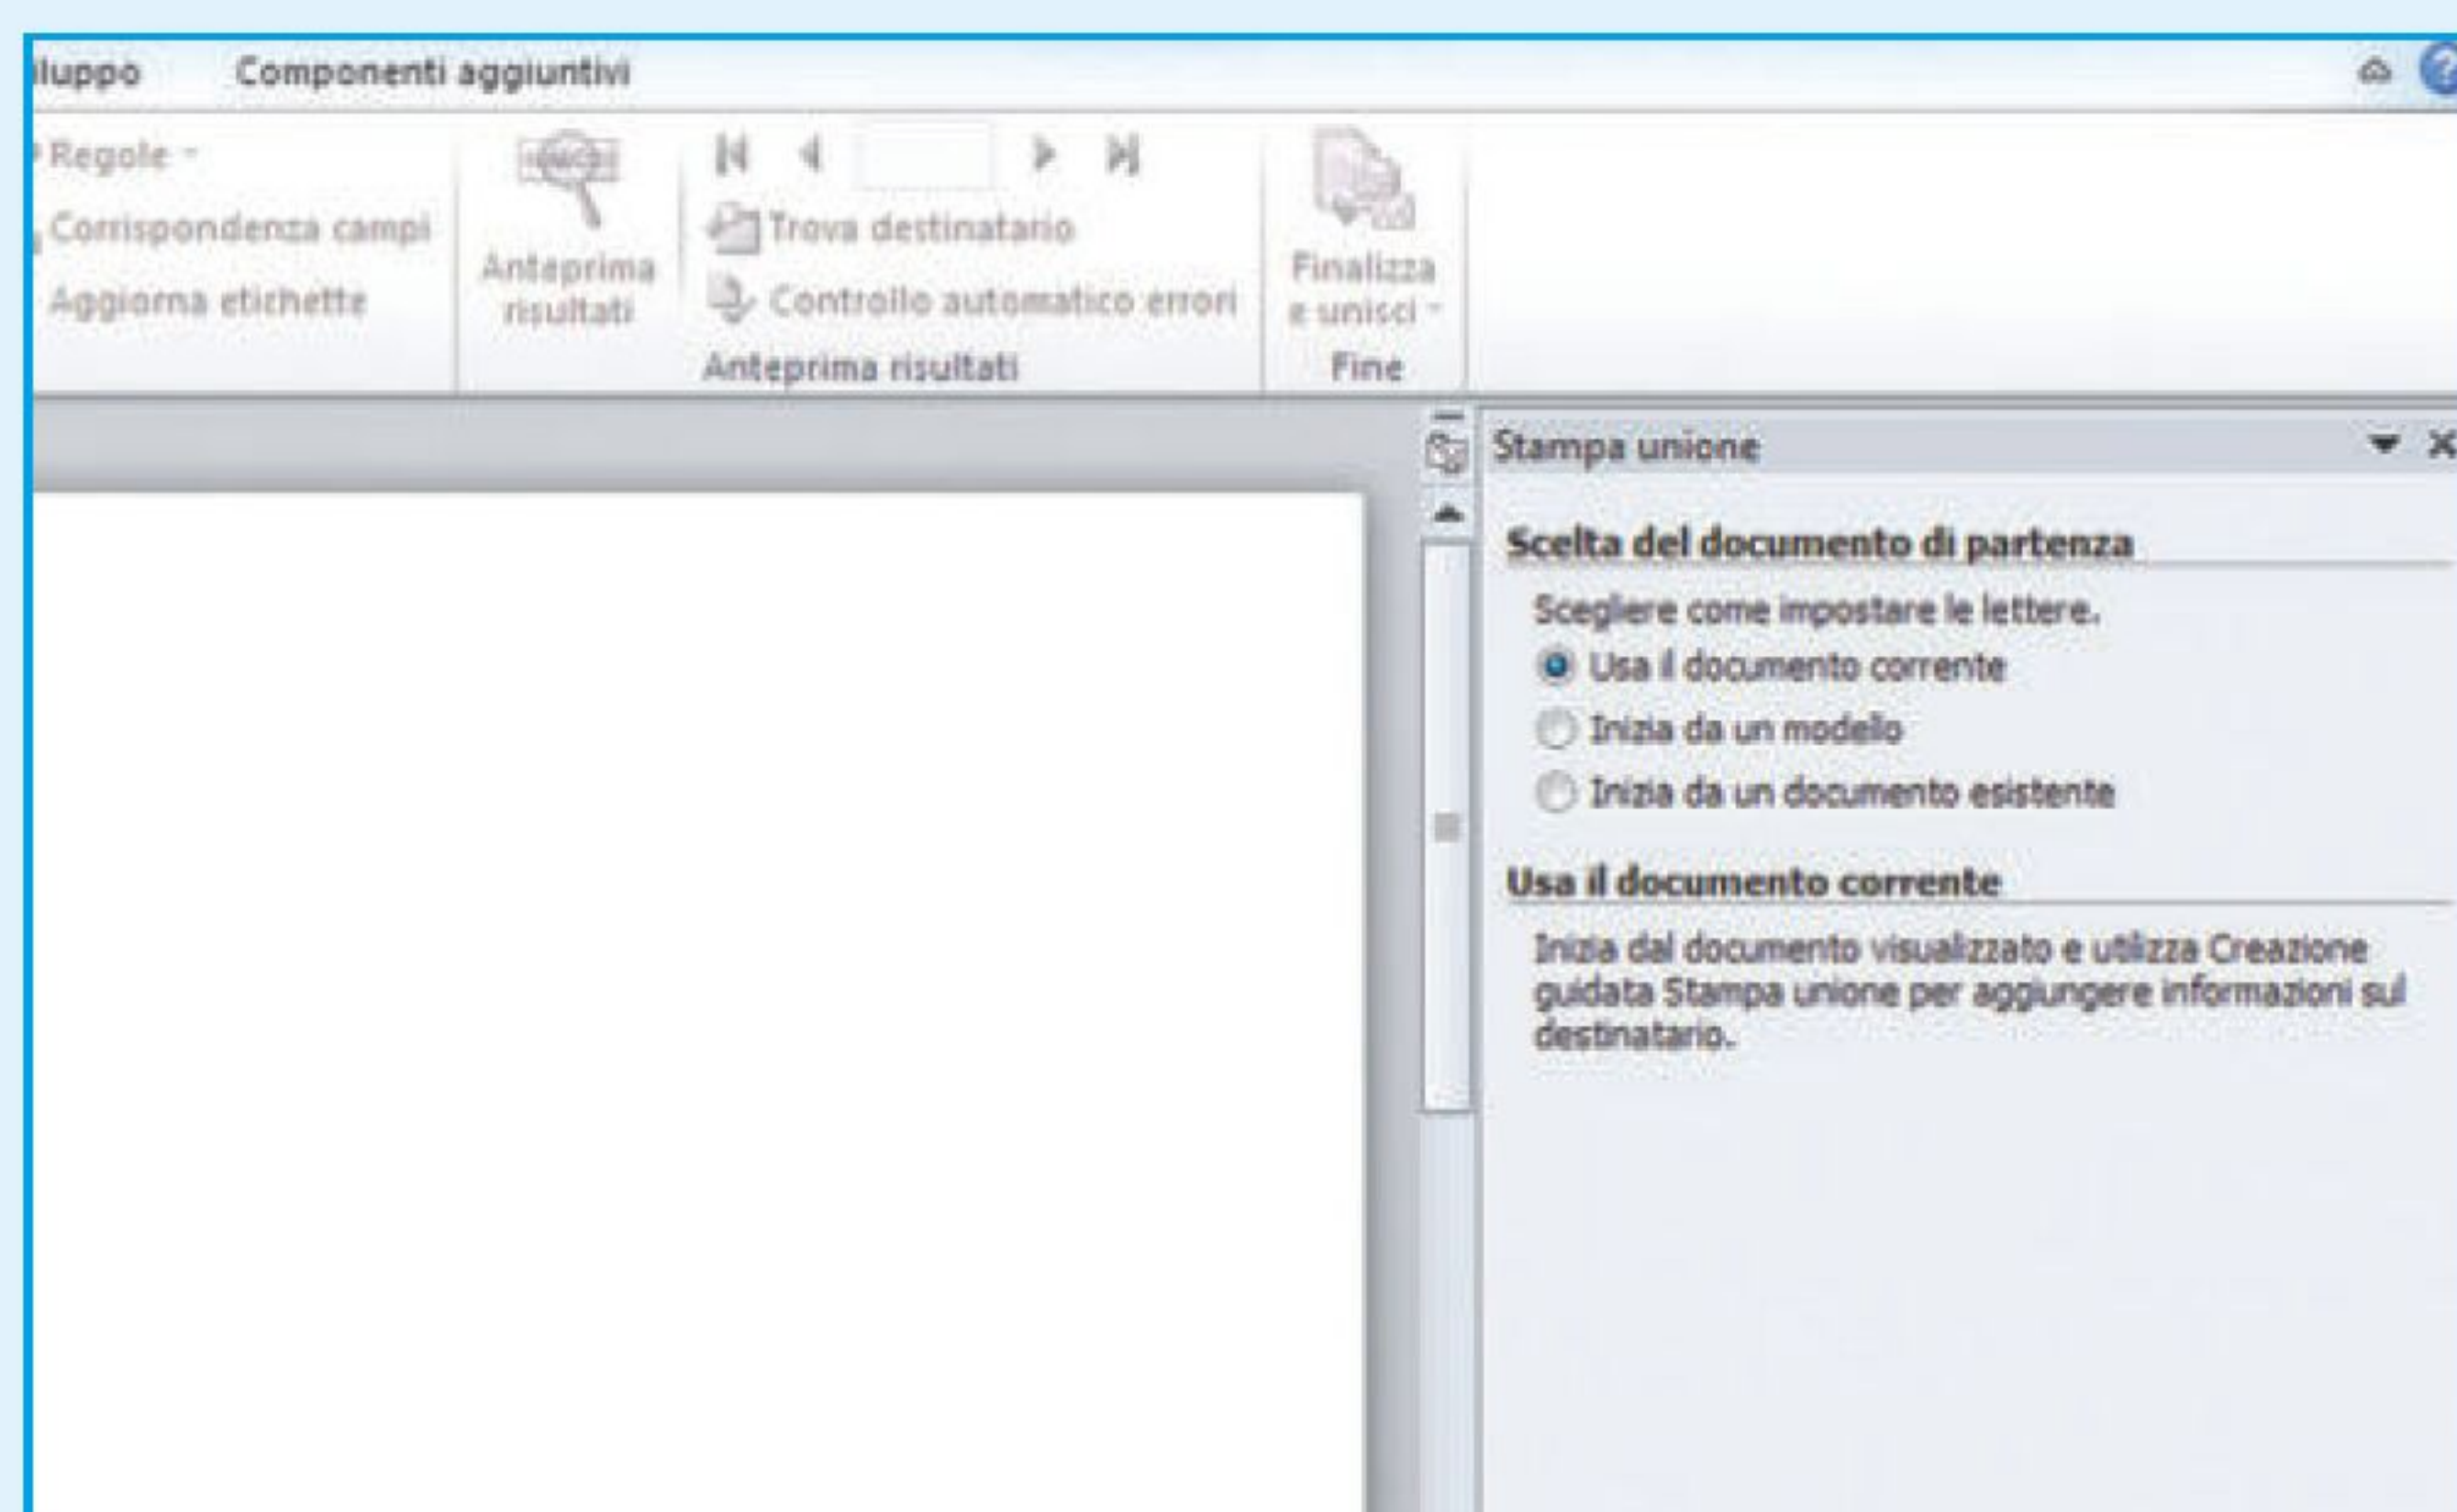 iluppo Componenti aggiuntivi
Regole
Corrispondenza campi
Aggiorna etichette
Anteprima
risultati
Trova destinatario
Controllo automatico errori
Anteprima risultati
Finalizza
e unisci
Fine
Stampa unione
Scelta del documento di partenza
Scegliere come impostare le lettere.
Usa il documento corrente
Inizia da un modello
Inizia da un documento esistente
Usa il documento corrente
Inizia dal documento visualizzato e utilizza Creazione
guidata Stampa unione per aggiungere informazioni sul
destinatario.